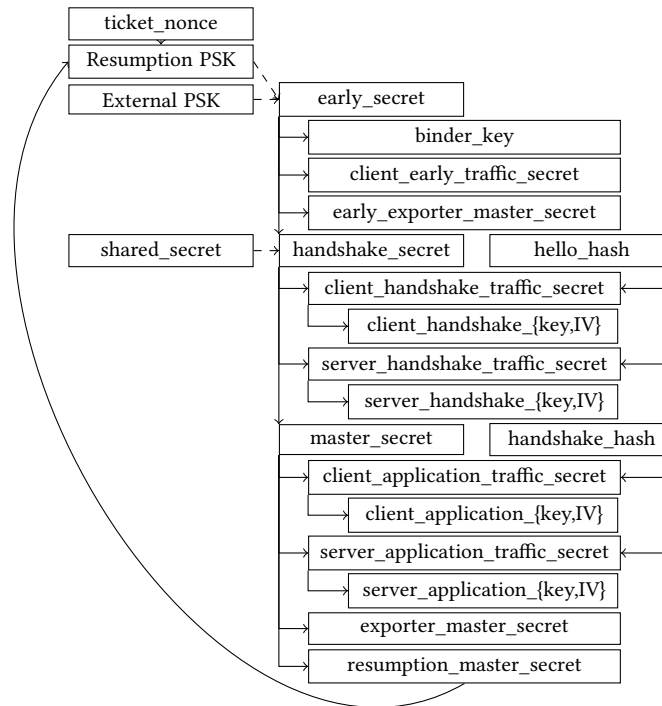 ticket_nonce
Resumption PSK
External PSK
early_secret
binder_key
client_early_traffic_secret
early_exporter_master_secret
shared_secret
handshake_secret
hello_hash
client_handshake_traffic_secret
client_handshake_{key,IV}
server_handshake_traffic_secret
server_handshake_{key,IV}
master_secret
handshake_hash
client_application_traffic_secret
client_application_{key,IV}
server_application_traffic_secret
server_application_{key,IV}
exporter_master_secret
resumption_master_secret